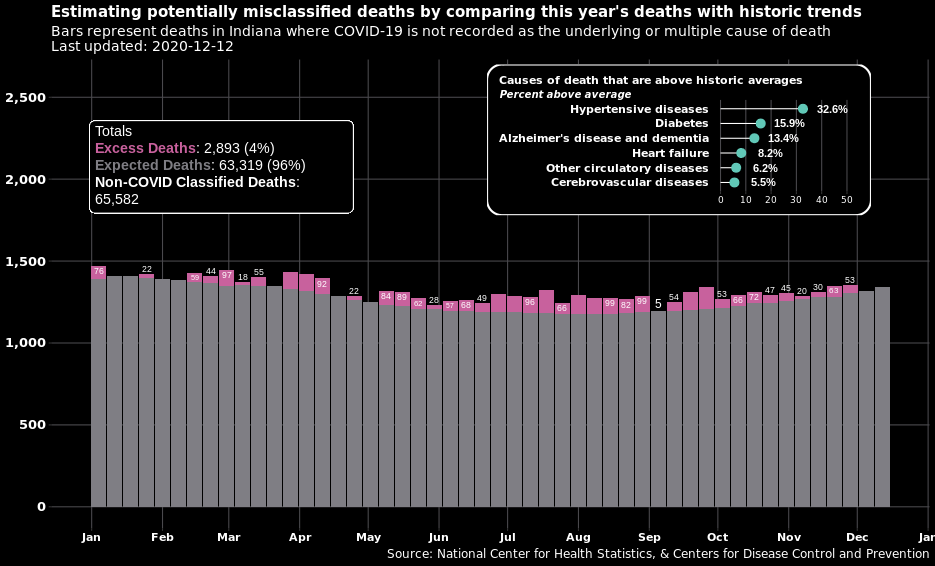 Estimating potentially misclassified deaths by comparing this year's deaths with historic trends
Bars represent deaths in Indiana where COVID-19 is not recorded as the underlying or multiple cause of death
Last updated: 2020-12-12
2,500
2,000
1,500
1,000
500
0
Totals
Excess Deaths: 2,893 (4%)
Expected Deaths: 63,319 (96%)
Non-COVID Classified Deaths:
65,582
Causes of death that are above historic averages
Percent above average
Hypertensive diseases 32.6%
Diabetes 15.9%
Alzheimer's disease and dementia 13.4%
Heart failure 8.2%
Other circulatory diseases 6.2%
Cerebrovascular diseases 5.5%
0 10 20 30 40 50
76 22 59 44 97 18 55 92 22 84 89 62 28 57 68 49 96 66 99 82 99 5 54 53 66 72 47 45 20 30 63 53
Jan Feb Mar Apr May Jun Jul Aug Sep Oct Nov Dec Jan
Source: National Center for Health Statistics, & Centers for Disease Control and Prevention